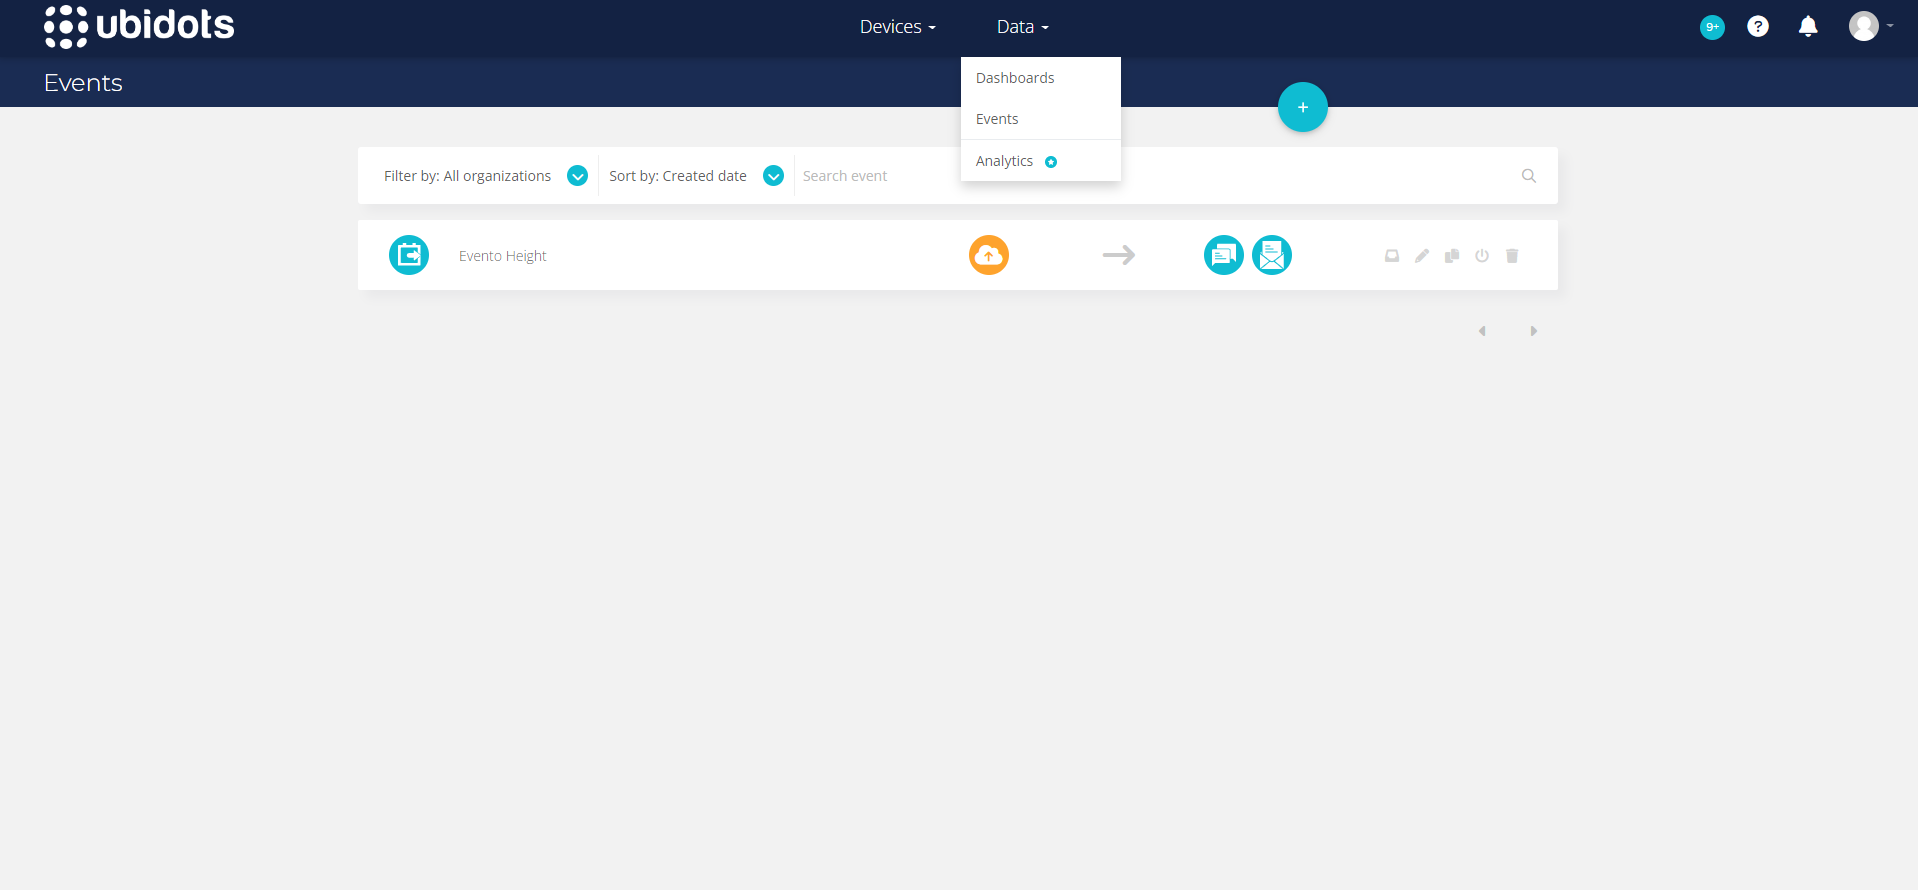 ubidots
Devices
Data
9+
?
Events
Dashboards
Events
Analytics
+
Filter by: All organizations
Sort by: Created date
Search event
Evento Height